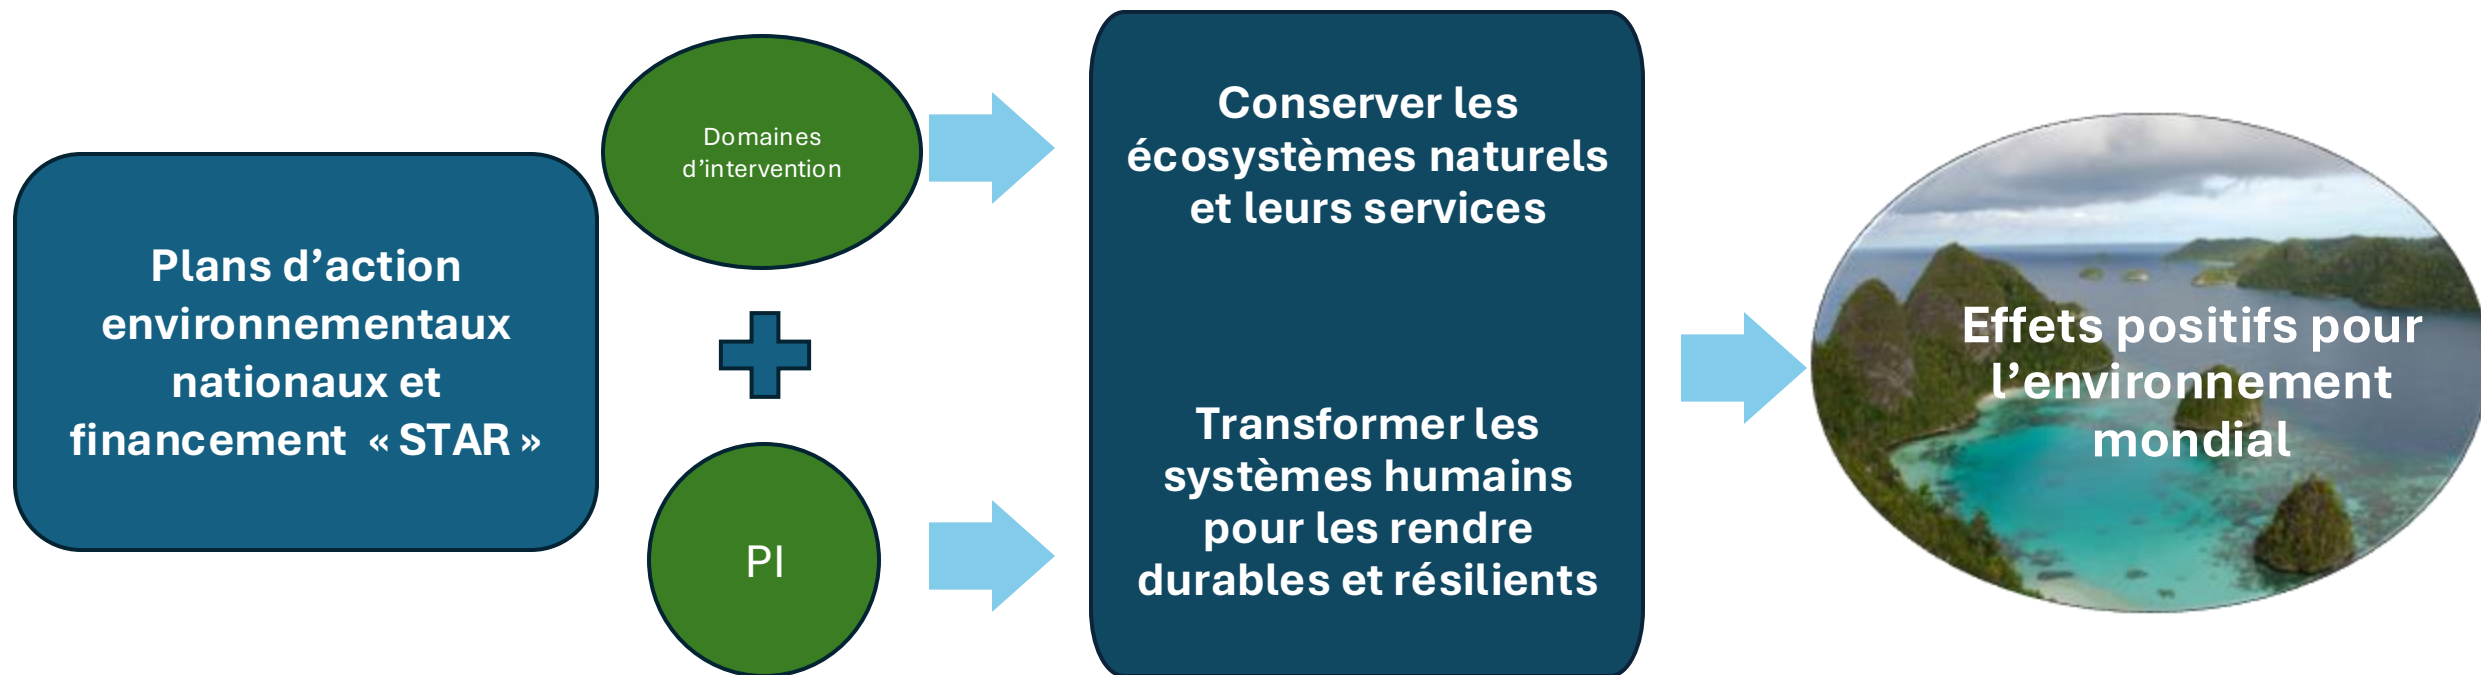 Plans d’action
environnementaux
nationaux et
financement « STAR »
Domaines
d’intervention
PI
Conserver les
écosystèmes naturels
et leurs services
Transformer les
systèmes humains
pour les rendre
durables et résilients
Effets positifs pour
l’environnement
mondial